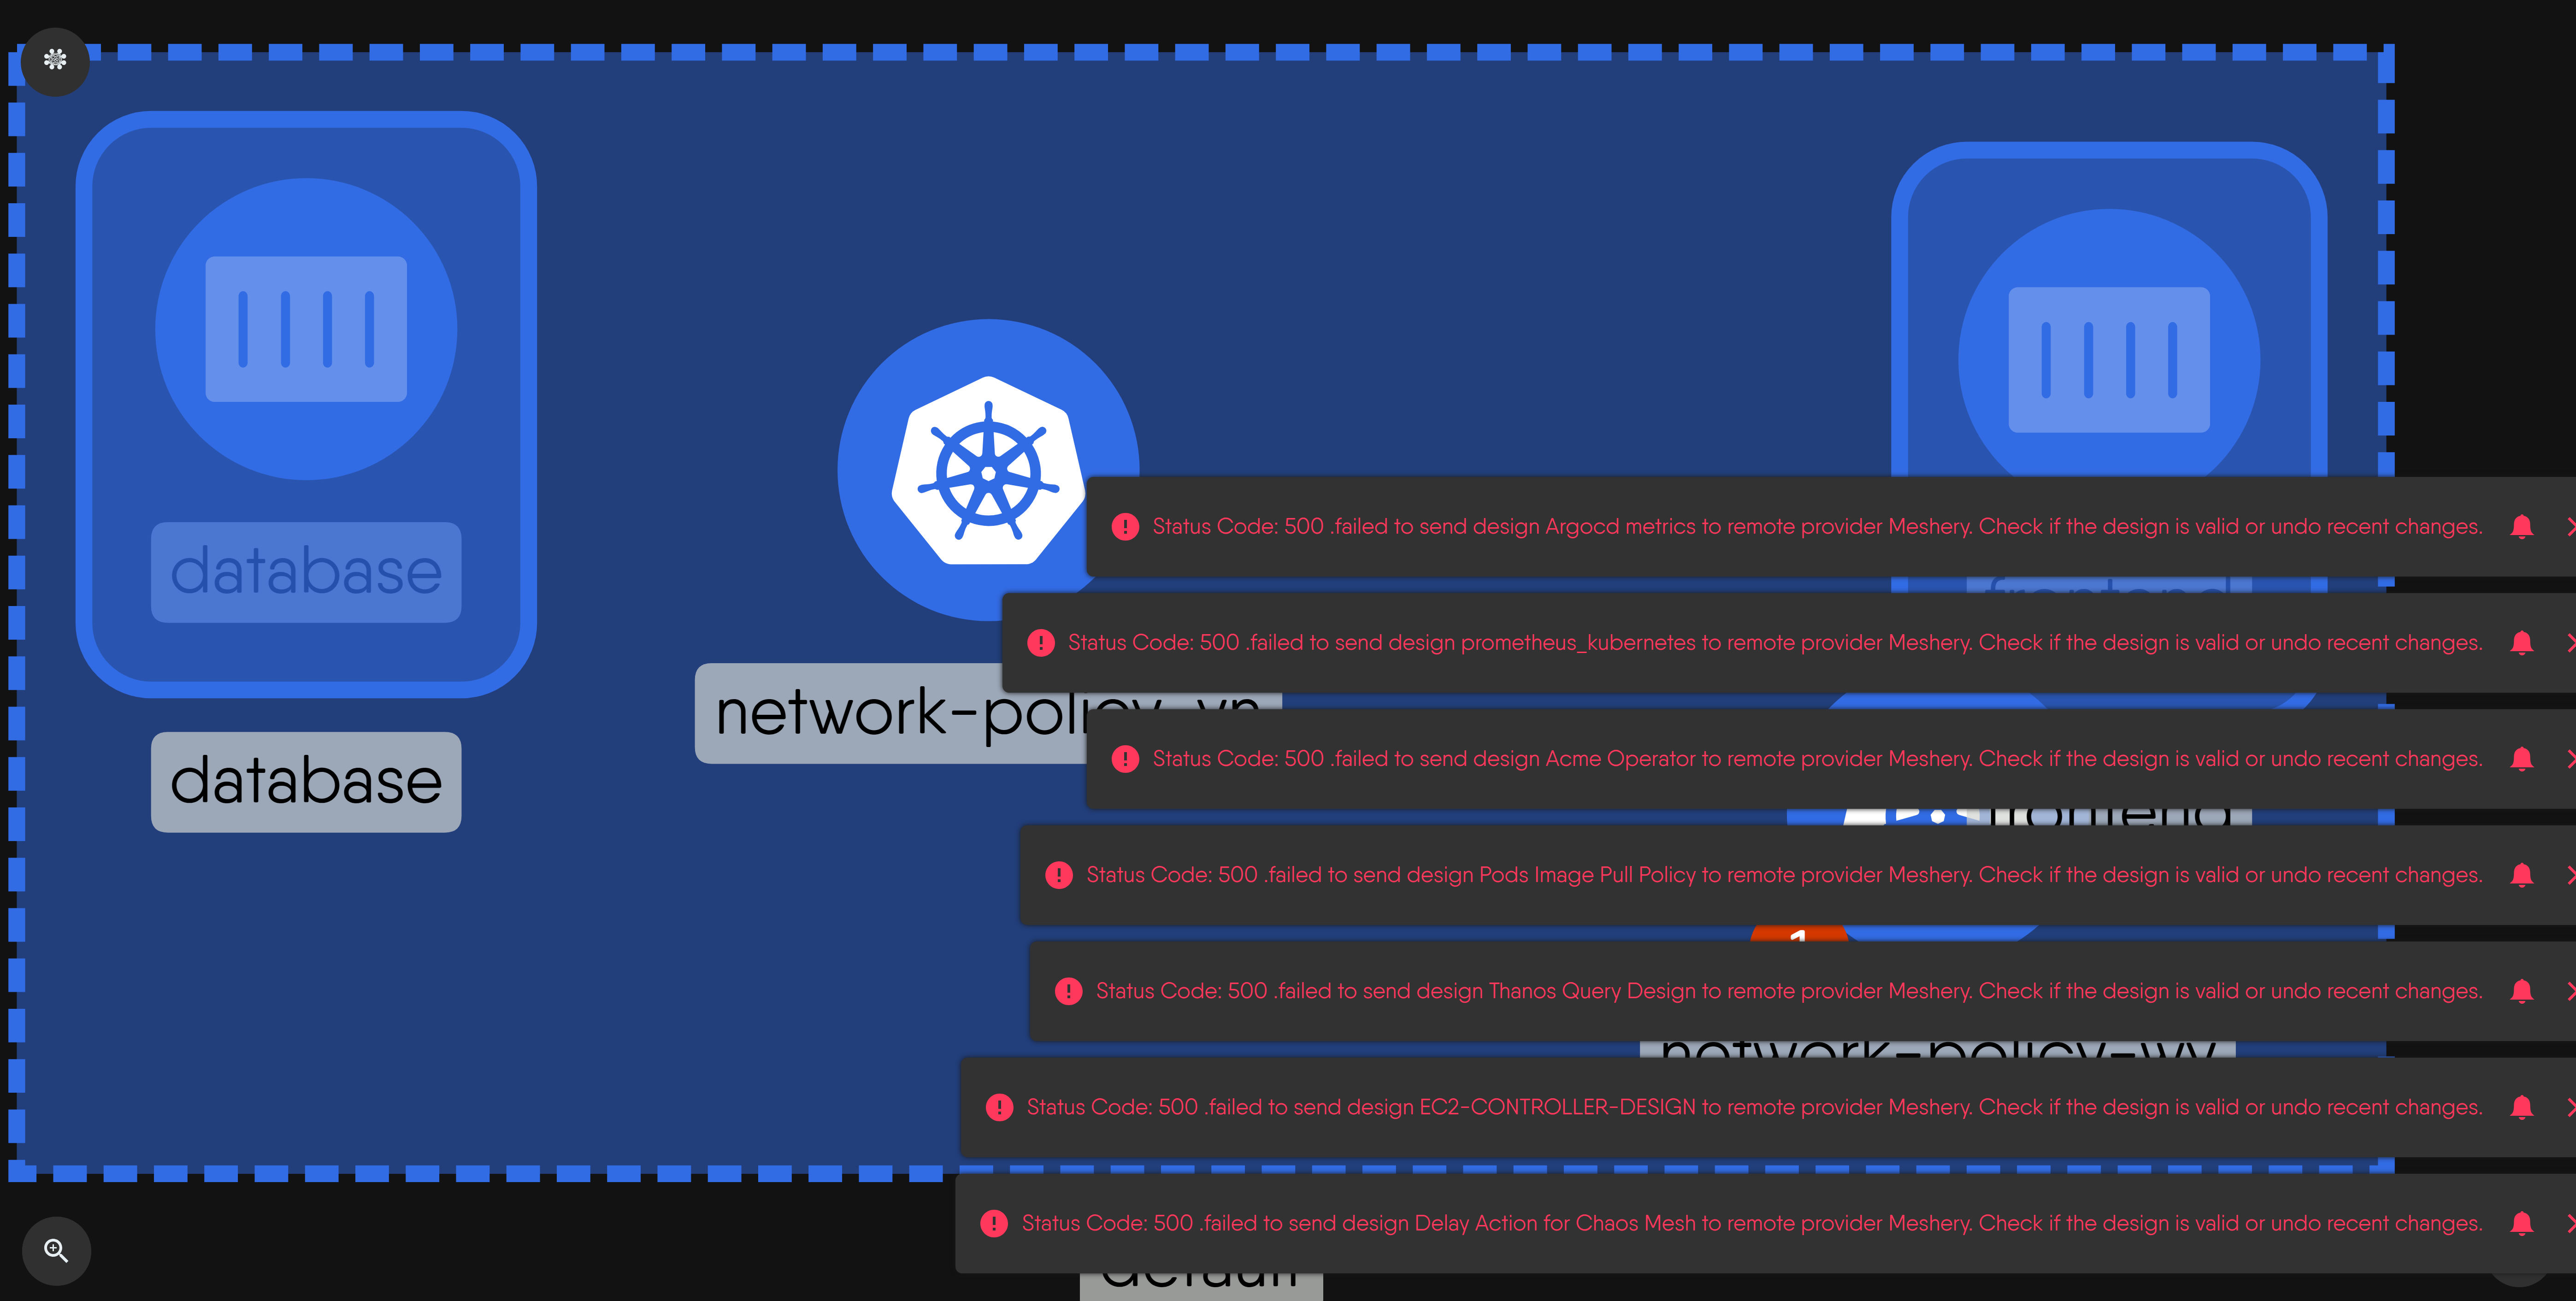 database
database
Status Code: 500 .failed to send design Argocd metrics to remote provider Meshery. Check if the design is valid or undo recent changes.
frontend
Status Code: 500 .failed to send design prometheus_kubernetes to remote provider Meshery. Check if the design is valid or undo recent changes.
network-policy-yn
Status Code: 500 .failed to send design Acme Operator to remote provider Meshery. Check if the design is valid or undo recent changes.
frontend
Status Code: 500 .failed to send design Pods Image Pull Policy to remote provider Meshery. Check if the design is valid or undo recent changes.
1
Status Code: 500 .failed to send design Thanos Query Design to remote provider Meshery. Check if the design is valid or undo recent changes.
Status Code: 500 .failed to send design EC2-CONTROLLER-DESIGN to remote provider Meshery. Check if the design is valid or undo recent changes.
Status Code: 500 .failed to send design Delay Action for Chaos Mesh to remote provider Meshery. Check if the design is valid or undo recent changes.
default